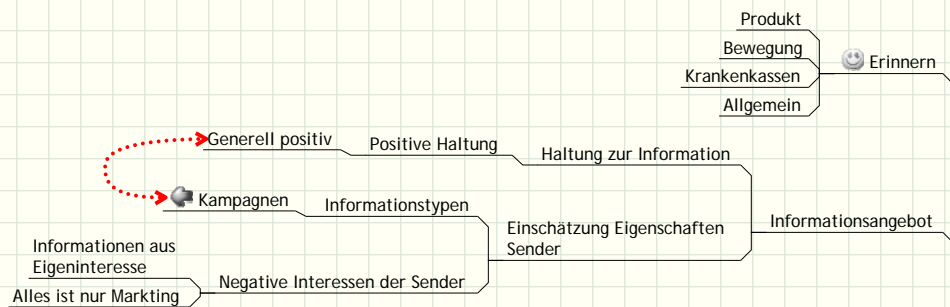 Produkt
Bewegung
Erinnern
Krankenkassen
Allgemein
Generell positiv
Positive Haltung
Haltung zur Information
Kampagnen
Informationstypen
Einschätzung Eigenschaften
Sender
Informationsangebot
Informationen aus
Eigeninteresse
Negative Interessen der Sender
Alles ist nur Markting